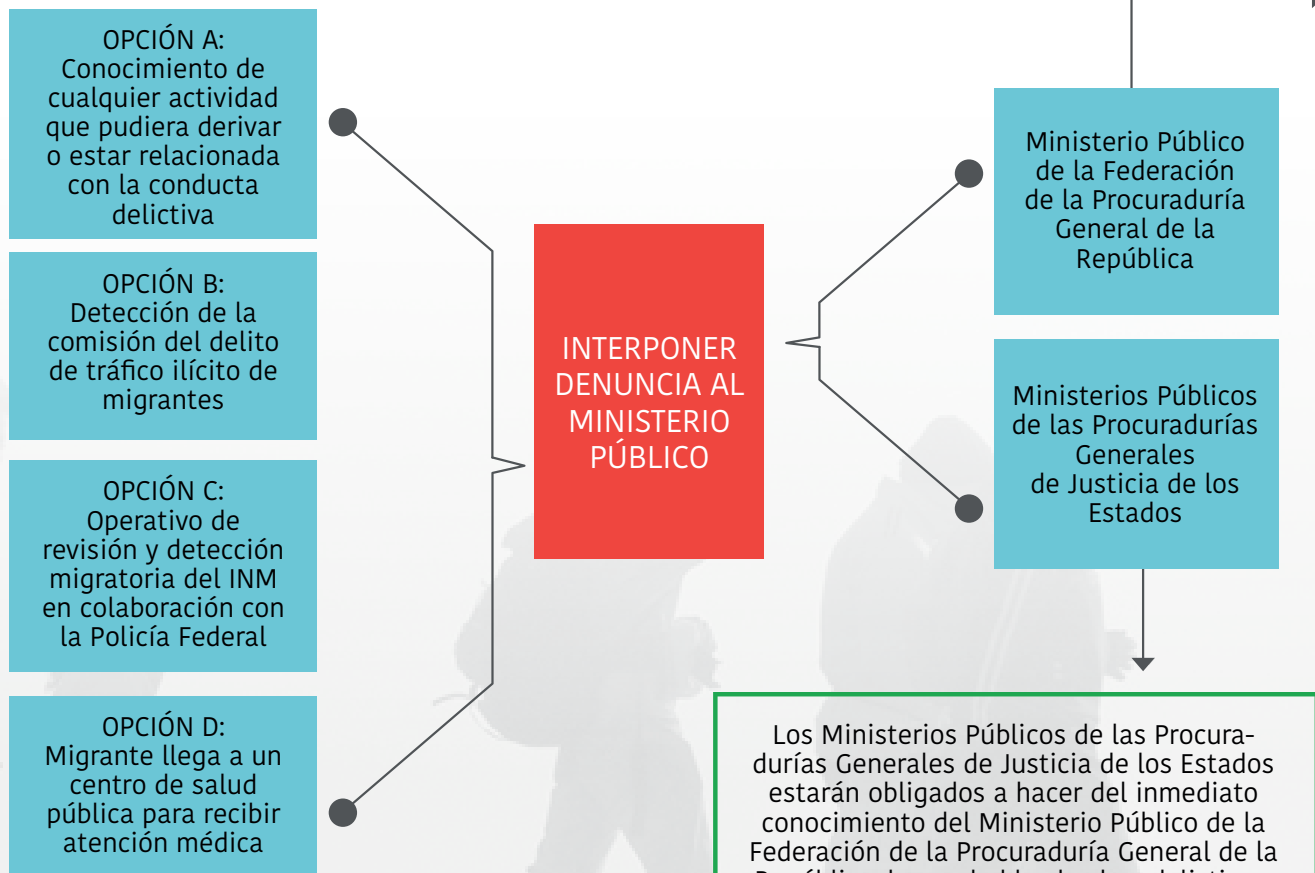 OPCIÓN A:
Conocimiento de
cualquier actividad
que pudiera derivar
o estar relacionada
con la conducta
delictiva
OPCIÓN B:
Detección de la
comisión del delito
de tráfico ilícito de
migrantes
OPCIÓN C:
Operativo de
revisión y detección
migratoria del INM
en colaboración con
la Policía Federal
OPCIÓN D:
Migrante llega a un
centro de salud
pública para recibir
atención médica
INTERPONER
DENUNCIA AL
MINISTERIO
PÚBLICO
Ministerio Público
de la Federación
de la Procuraduría
General de la
República
Ministerios Públicos
de las Procuradurías
Generales
de Justicia de los
Estados
Los Ministerios Públicos de las Procura-
durías Generales de Justicia de los Estados
estarán obligados a hacer del inmediato
conocimiento del Ministerio Público de la
Federación de la Procuraduría General de la